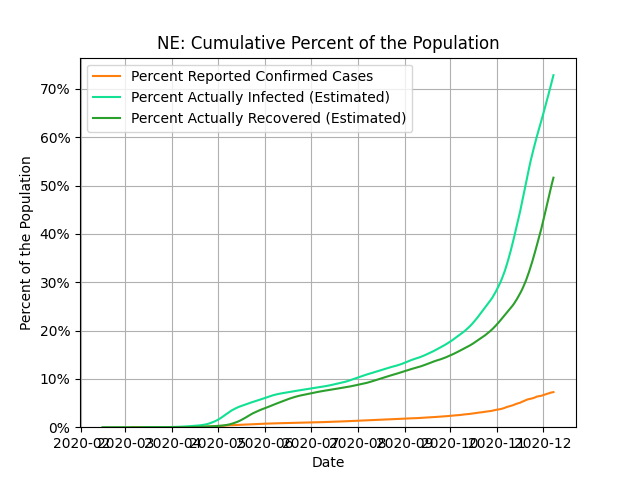 NE: Cumulative Percent of the Population
Percent Reported Confirmed Cases
Percent Actually Infected (Estimated)
Percent Actually Recovered (Estimated)
Percent of the Population
70%
60%
50%
40%
30%
20%
10%
0%
2020-02 2020-03 2020-04 2020-05 2020-06 2020-07 2020-08 2020-09 2020-10 2020-11 2020-12
Date